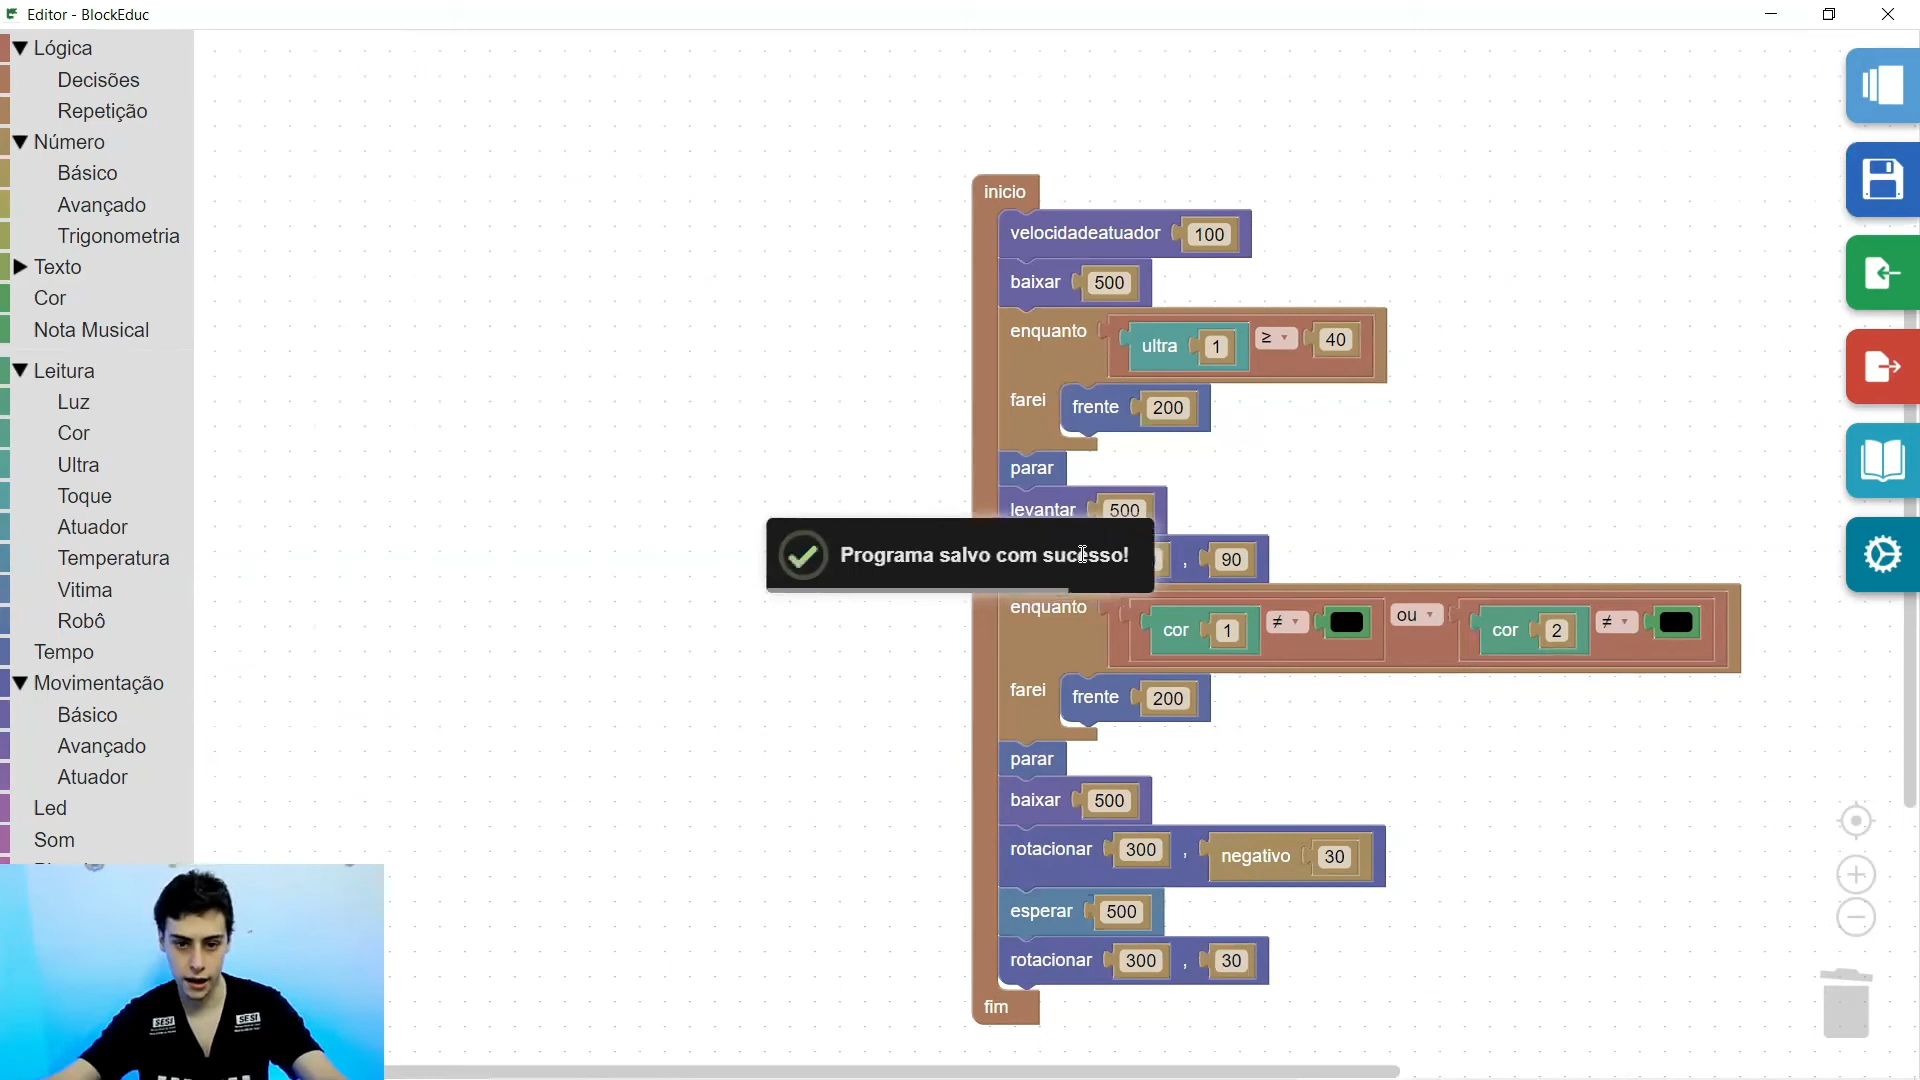 Editor - BlockEduc
Lógica
Decisões
Repetição
Número
Básico
Avançado
Trigonometria
Texto
Cor
Nota Musical
Leitura
Luz
Cor
Ultra
Toque
Atuador
Temperatura
Vitima
Robô
Tempo
Movimentação
Básico
Avançado
Atuador
Led
Som
inicio
velocidadeatuador 100
baixar 500
enquanto ultra 1 ≥ 40
farei frente 200
parar
levantar 500
, 90
Programa salvo com sucesso!
enquanto cor 1 ≠ ou cor 2 ≠
farei frente 200
parar
baixar 500
rotacionar 300 , negativo 30
esperar 500
rotacionar 300 , 30
fim
SESI SESI